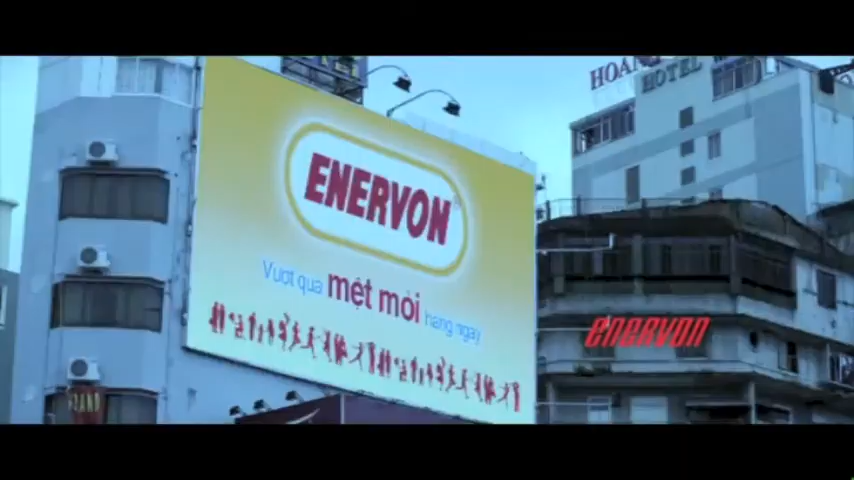 HOTEL
ENERVON
Vượt qua mệt mỏi hàng ngày
ENERVON